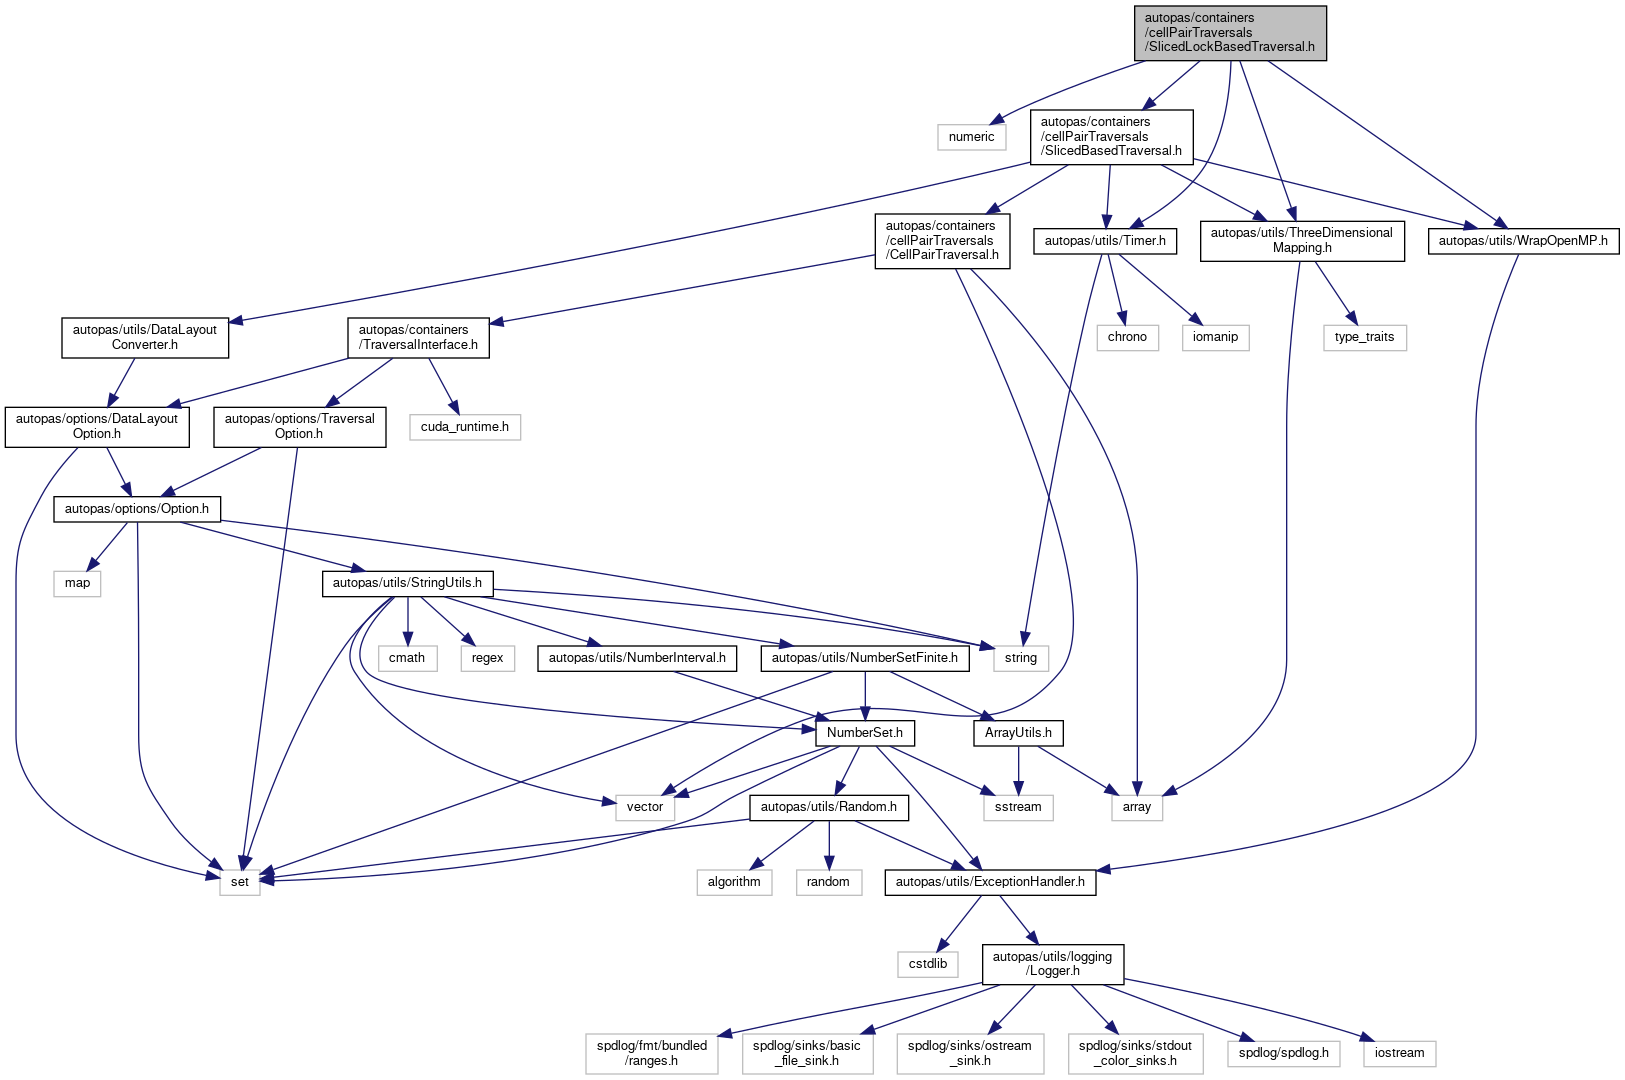 autopas/containers
/cellPairTraversals
/SlicedLockBasedTraversal.h
numeric
autopas/containers
/cellPairTraversals
/SlicedBasedTraversal.h
autopas/containers
/cellPairTraversals
/CellPairTraversal.h
autopas/utils/Timer.h
autopas/utils/ThreeDimensional
Mapping.h
autopas/utils/WrapOpenMP.h
autopas/utils/DataLayout
Converter.h
autopas/containers
/TraversalInterface.h
chrono
iomanip
type_traits
autopas/options/DataLayout
Option.h
autopas/options/Traversal
Option.h
cuda_runtime.h
autopas/options/Option.h
map
autopas/utils/StringUtils.h
cmath
regex
autopas/utils/NumberInterval.h
autopas/utils/NumberSetFinite.h
string
NumberSet.h
ArrayUtils.h
vector
autopas/utils/Random.h
sstream
array
set
algorithm
random
autopas/utils/ExceptionHandler.h
cstdlib
autopas/utils/logging
/Logger.h
spdlog/fmt/bundled
/ranges.h
spdlog/sinks/basic
_file_sink.h
spdlog/sinks/ostream
_sink.h
spdlog/sinks/stdout
_color_sinks.h
spdlog/spdlog.h
iostream